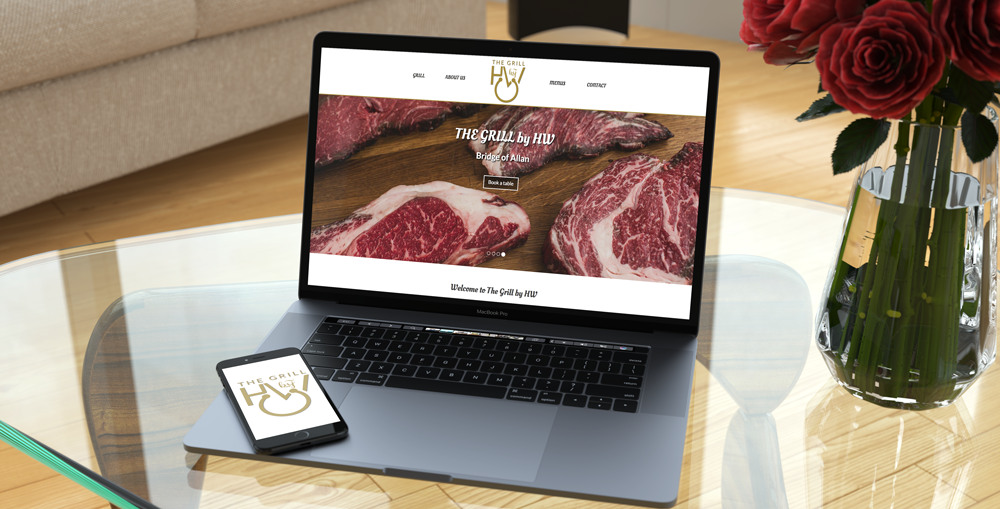 GRILL
ABOUT US
THE GRILL
HW
by
MENUS
CONTACT
THE GRILL by HW
Bridge of Allan
Book a table
Welcome to The Grill by HW
MacBook Pro
THE GRILL
HW
by